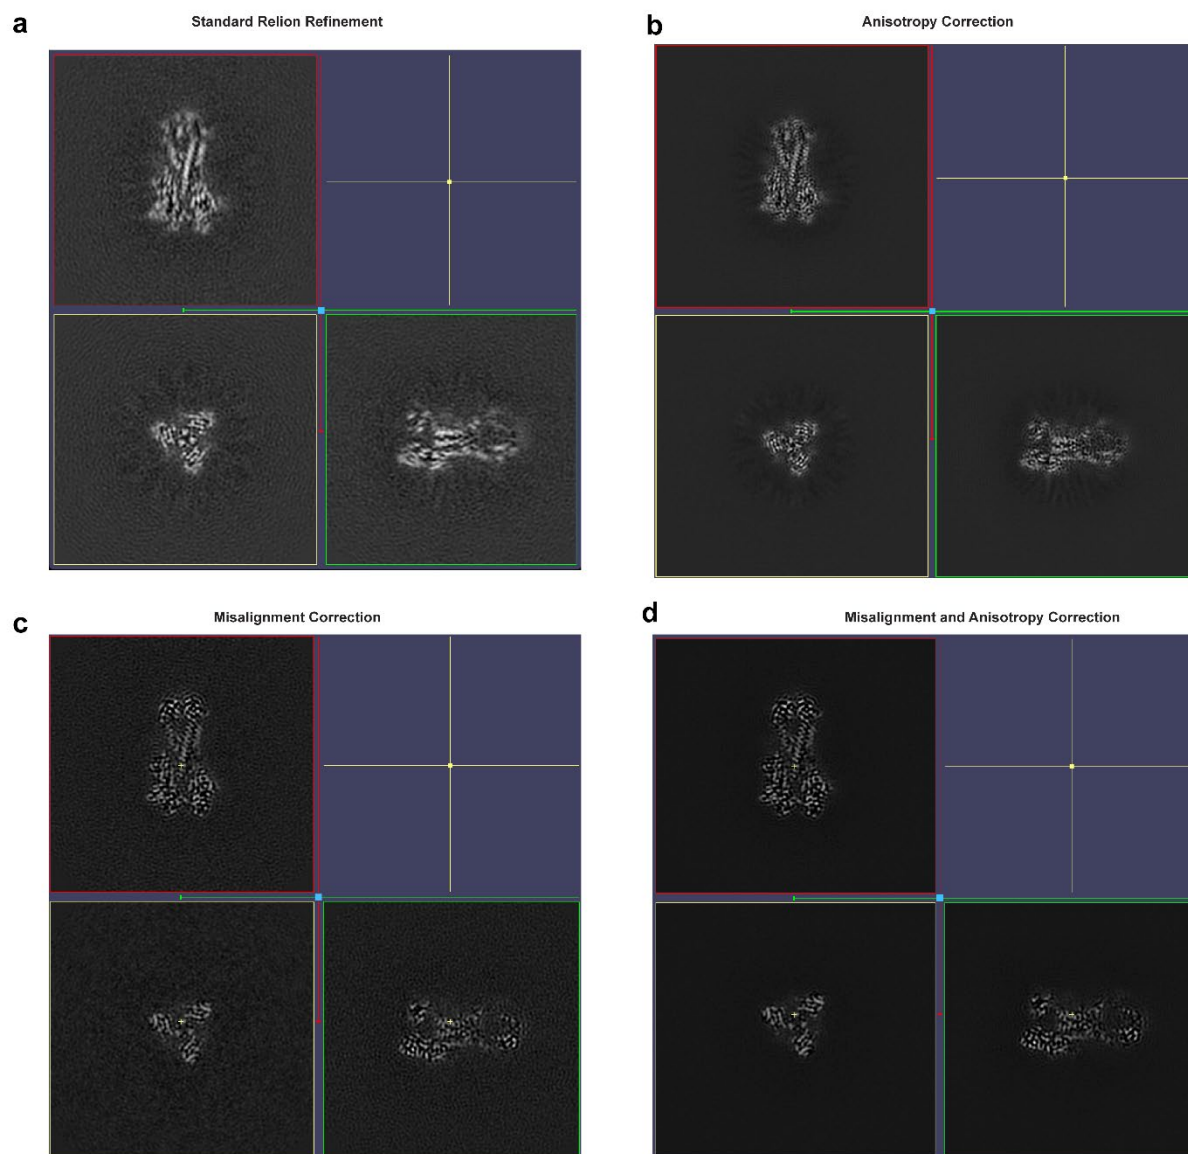 a
Standard Relion Refinement
b
Anisotropy Correction
c
Misalignment Correction
d
Misalignment and Anisotropy Correction